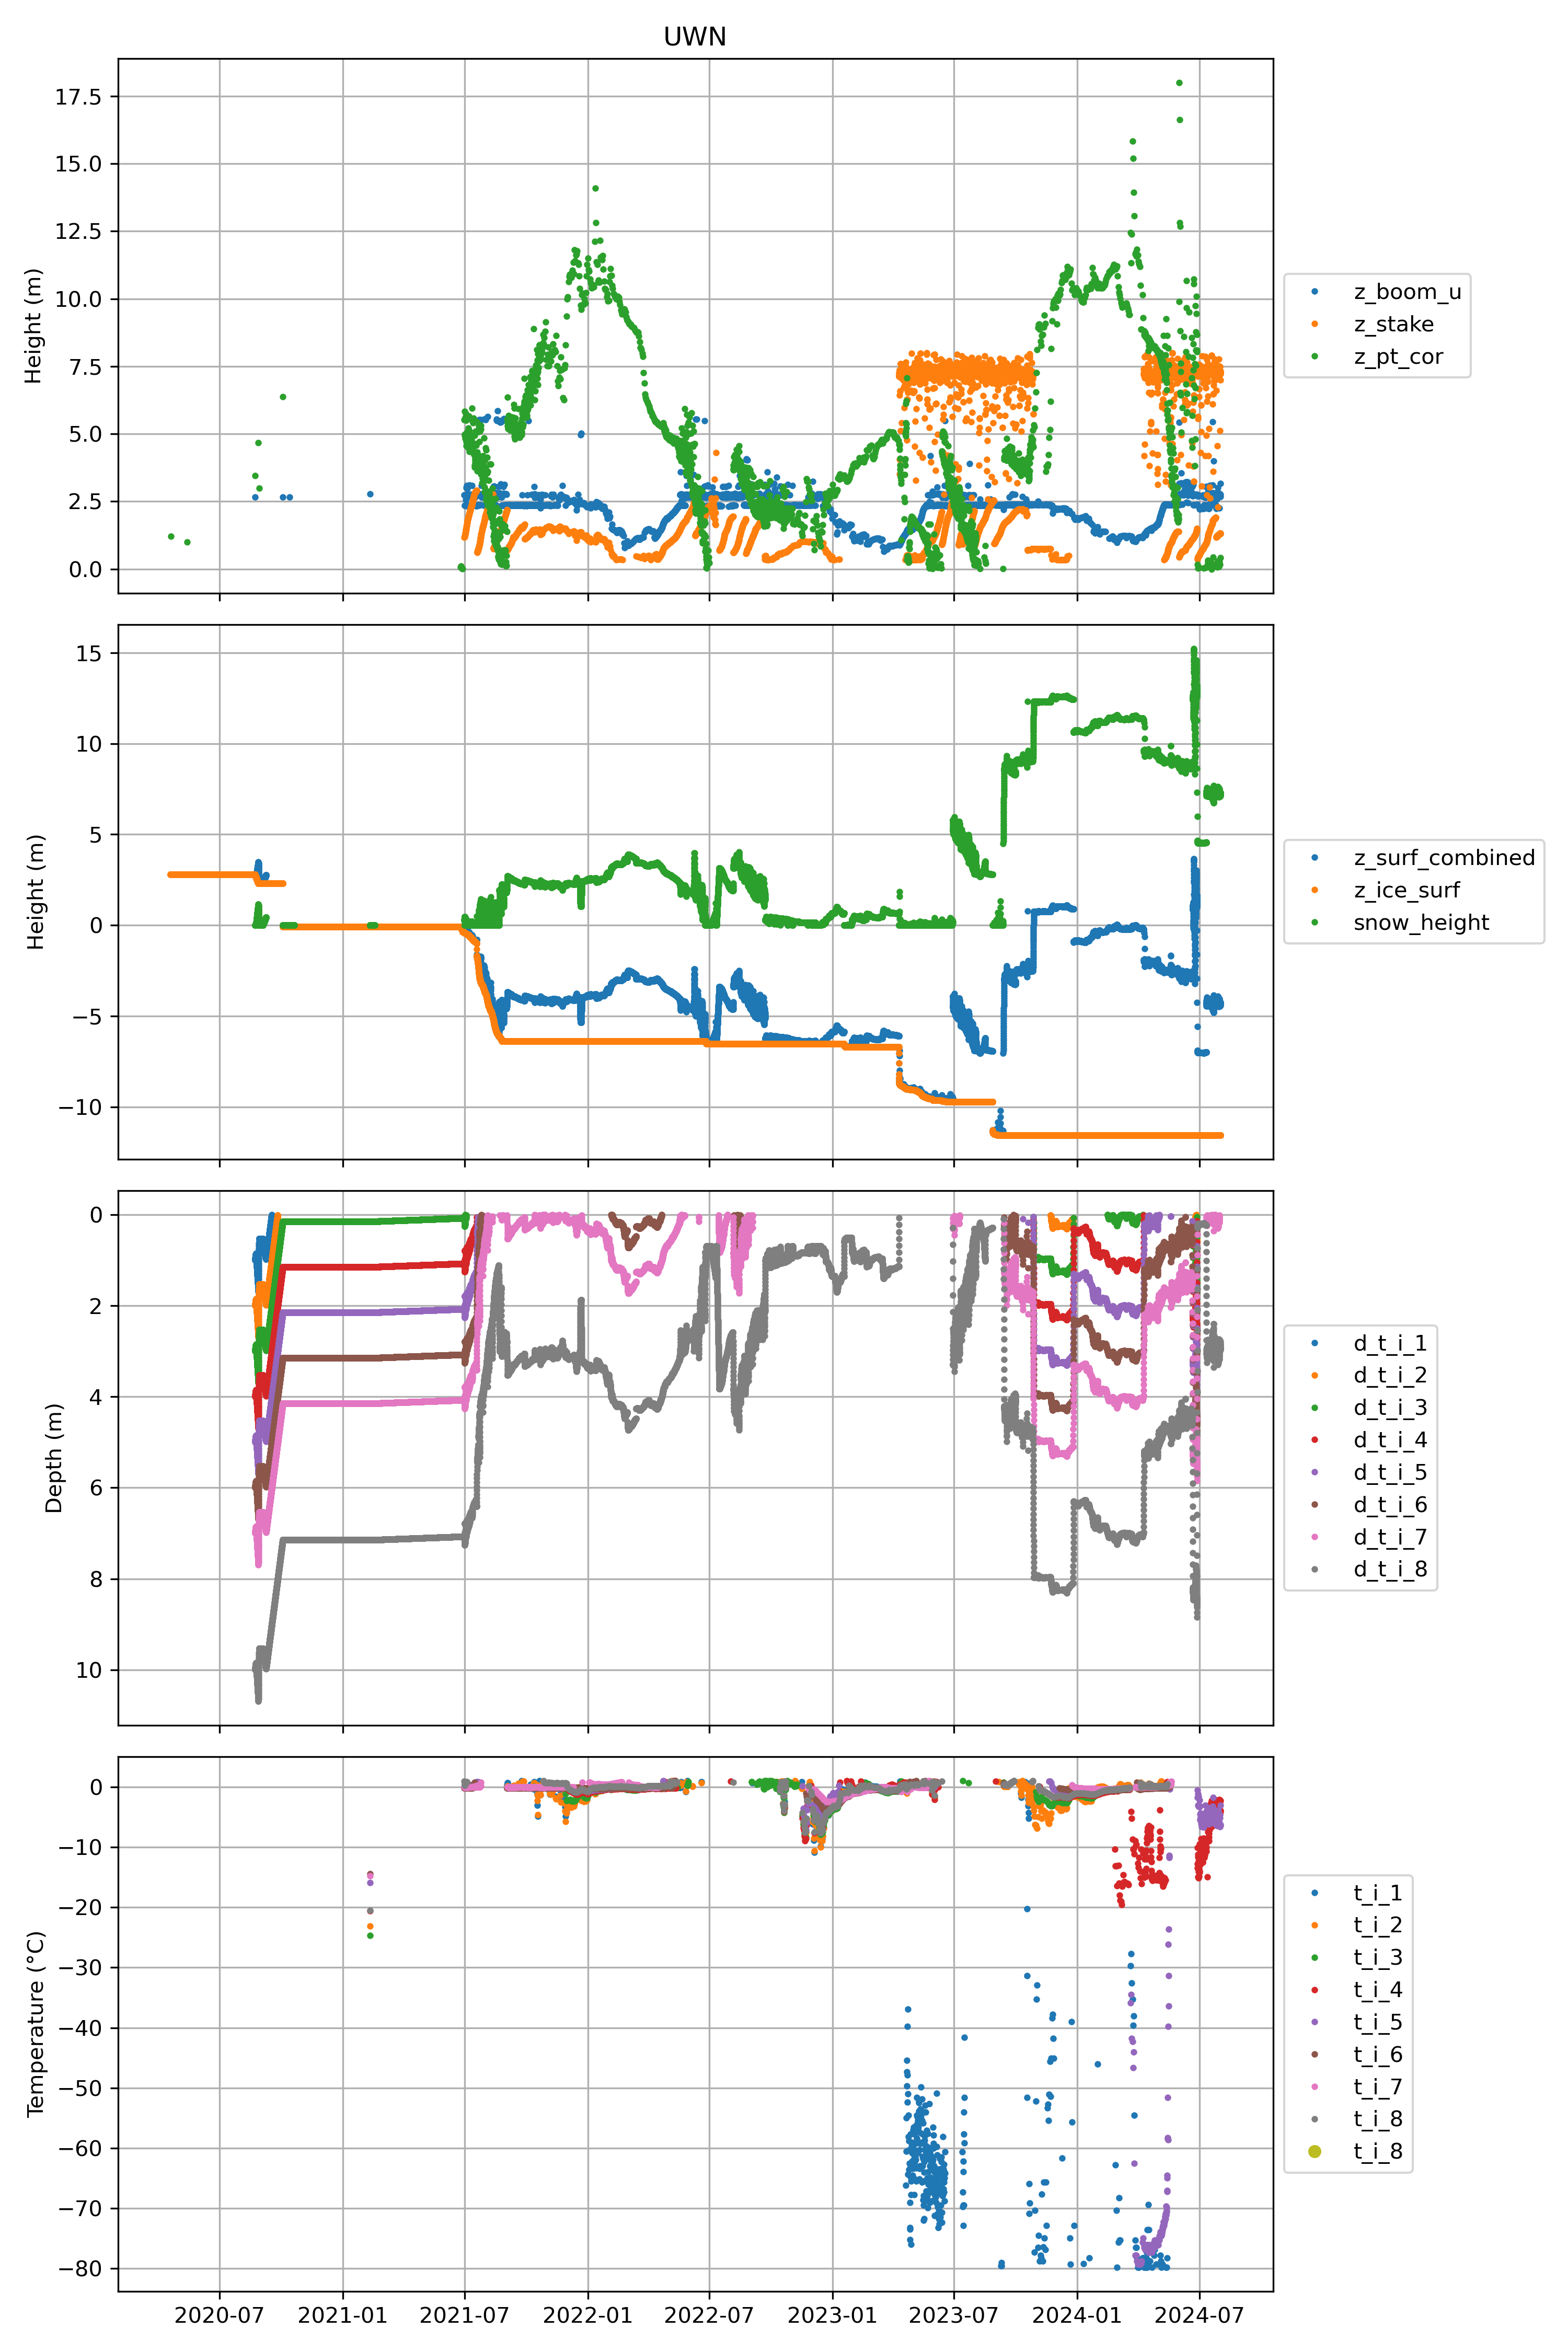 UWN
17.5
15.0
12.5
10.0
7.5
5.0
2.5
0.0
Height (m)
z_boom_u
z_stake
z_pt_cor
15
10
5
0
−5
−10
Height (m)
z_surf_combined
z_ice_surf
snow_height
0
2
4
6
8
10
Depth (m)
d_t_i_1
d_t_i_2
d_t_i_3
d_t_i_4
d_t_i_5
d_t_i_6
d_t_i_7
d_t_i_8
0
−10
−20
−30
−40
−50
−60
−70
−80
Temperature (°C)
t_i_1
t_i_2
t_i_3
t_i_4
t_i_5
t_i_6
t_i_7
t_i_8
t_i_8
2020-07 2021-01 2021-07 2022-01 2022-07 2023-01 2023-07 2024-01 2024-07